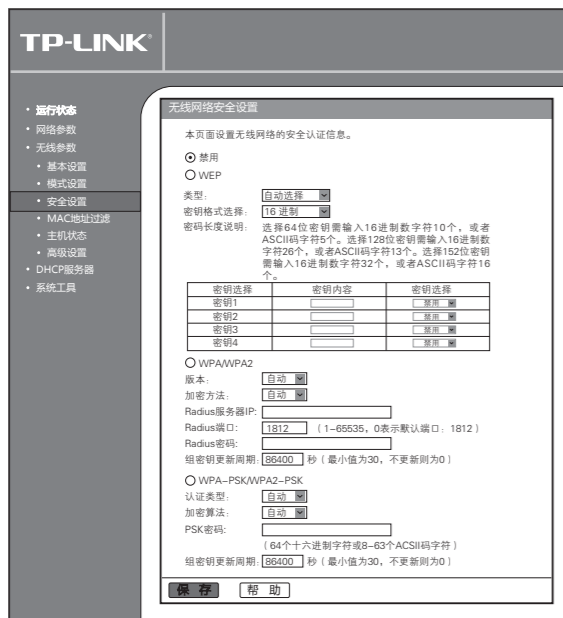 TP-LINK®
• 运行状态
• 网络参数
• 无线参数
• 基本设置
• 模式设置
• 安全设置
• MAC地址过滤
• 主机状态
• 高级设置
• DHCP服务器
• 系统工具
无线网络安全设置
本页面设置无线网络的安全认证信息。
禁用
WEP
类型: 自动选择
密钥格式选择: 16 进制
密码长度说明: 选择64位密钥需输入16进制数字符10个，或者
ASCII码字符5个。选择128位密钥需输入16进制数
字符26个，或者ASCII码字符13个。选择152位密钥
需输入16进制数字符32个，或者ASCII码字符16
个。
密钥选择 密钥内容 密钥选择
密钥1 禁用
密钥2 禁用
密钥3 禁用
密钥4 禁用
WPA/WPA2
版本: 自动
加密方法: 自动
Radius服务器IP:
Radius端口: 1812 (1-65535，0表示默认端口: 1812)
Radius密码:
组密钥更新周期: 86400 秒(最小值为30，不更新则为0)
WPA-PSK/WPA2-PSK
认证类型: 自动
加密算法: 自动
PSK密码:
(64个十六进制字符或8-63个ACSII码字符)
组密钥更新周期: 86400 秒(最小值为30，不更新则为0)
保 存 帮 助